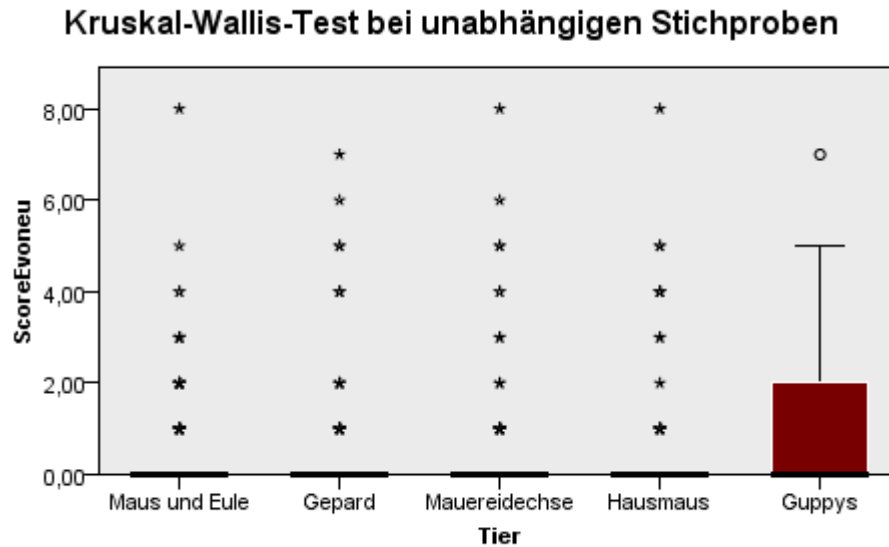 Kruskal-Wallis-Test bei unabhängigen Stichproben
8,00
6,00
4,00
2,00
0,00
ScoreEvoneu
Maus und Eule Gepard Mauereidechse Hausmaus Guppys
Tier